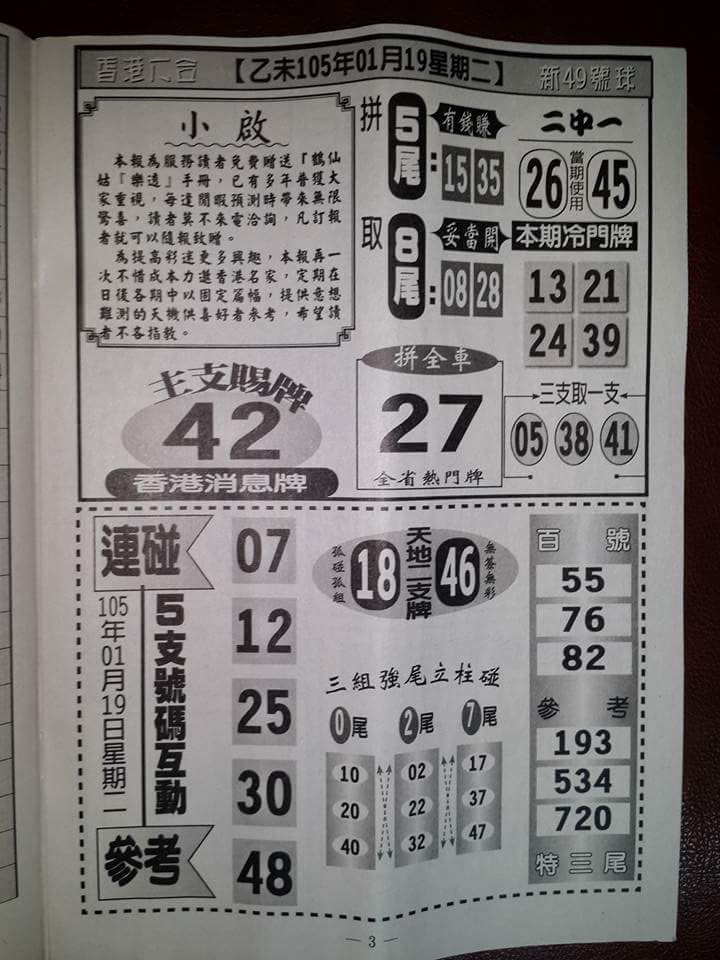 香港六合
【乙未105年01月19星期二】
新49號球
小啟
本報為服務讀者免費贈送『鶴仙
姑『樂透』手冊，已有多年普獲大
家重視，每逢閒暇預測時帶來無限
驚喜，讀者莫不來電洽詢，凡訂報
者就可以隨報致贈。
為提高彩迷更多興趣，本報再一
次不惜成本力邀香港名家，定期在
日後各期中以固定篇幅，提供意想
難測的天機供喜好者參考，希望讀
者不吝指教。
拼
5尾：
有錢賺
15 35
取
8尾：
妥當開
08 28
二中一
26
當期使用
45
本期冷門牌
13 21
24 39
主支賜牌
42
香港消息牌
拼全車
27
全省熱門牌
三支取一支
05 38 41
連碰
105年01月19日星期二
5支號碼互動
參考
07
12
25
30
48
孤碰孤組
18
天地二支牌
46
無簽無彩
三組強尾立柱碰
0尾 2尾 7尾
10 02 17
20 22 37
40 32 47
百號
55
76
82
參考
193
534
720
特三尾
— 3 —